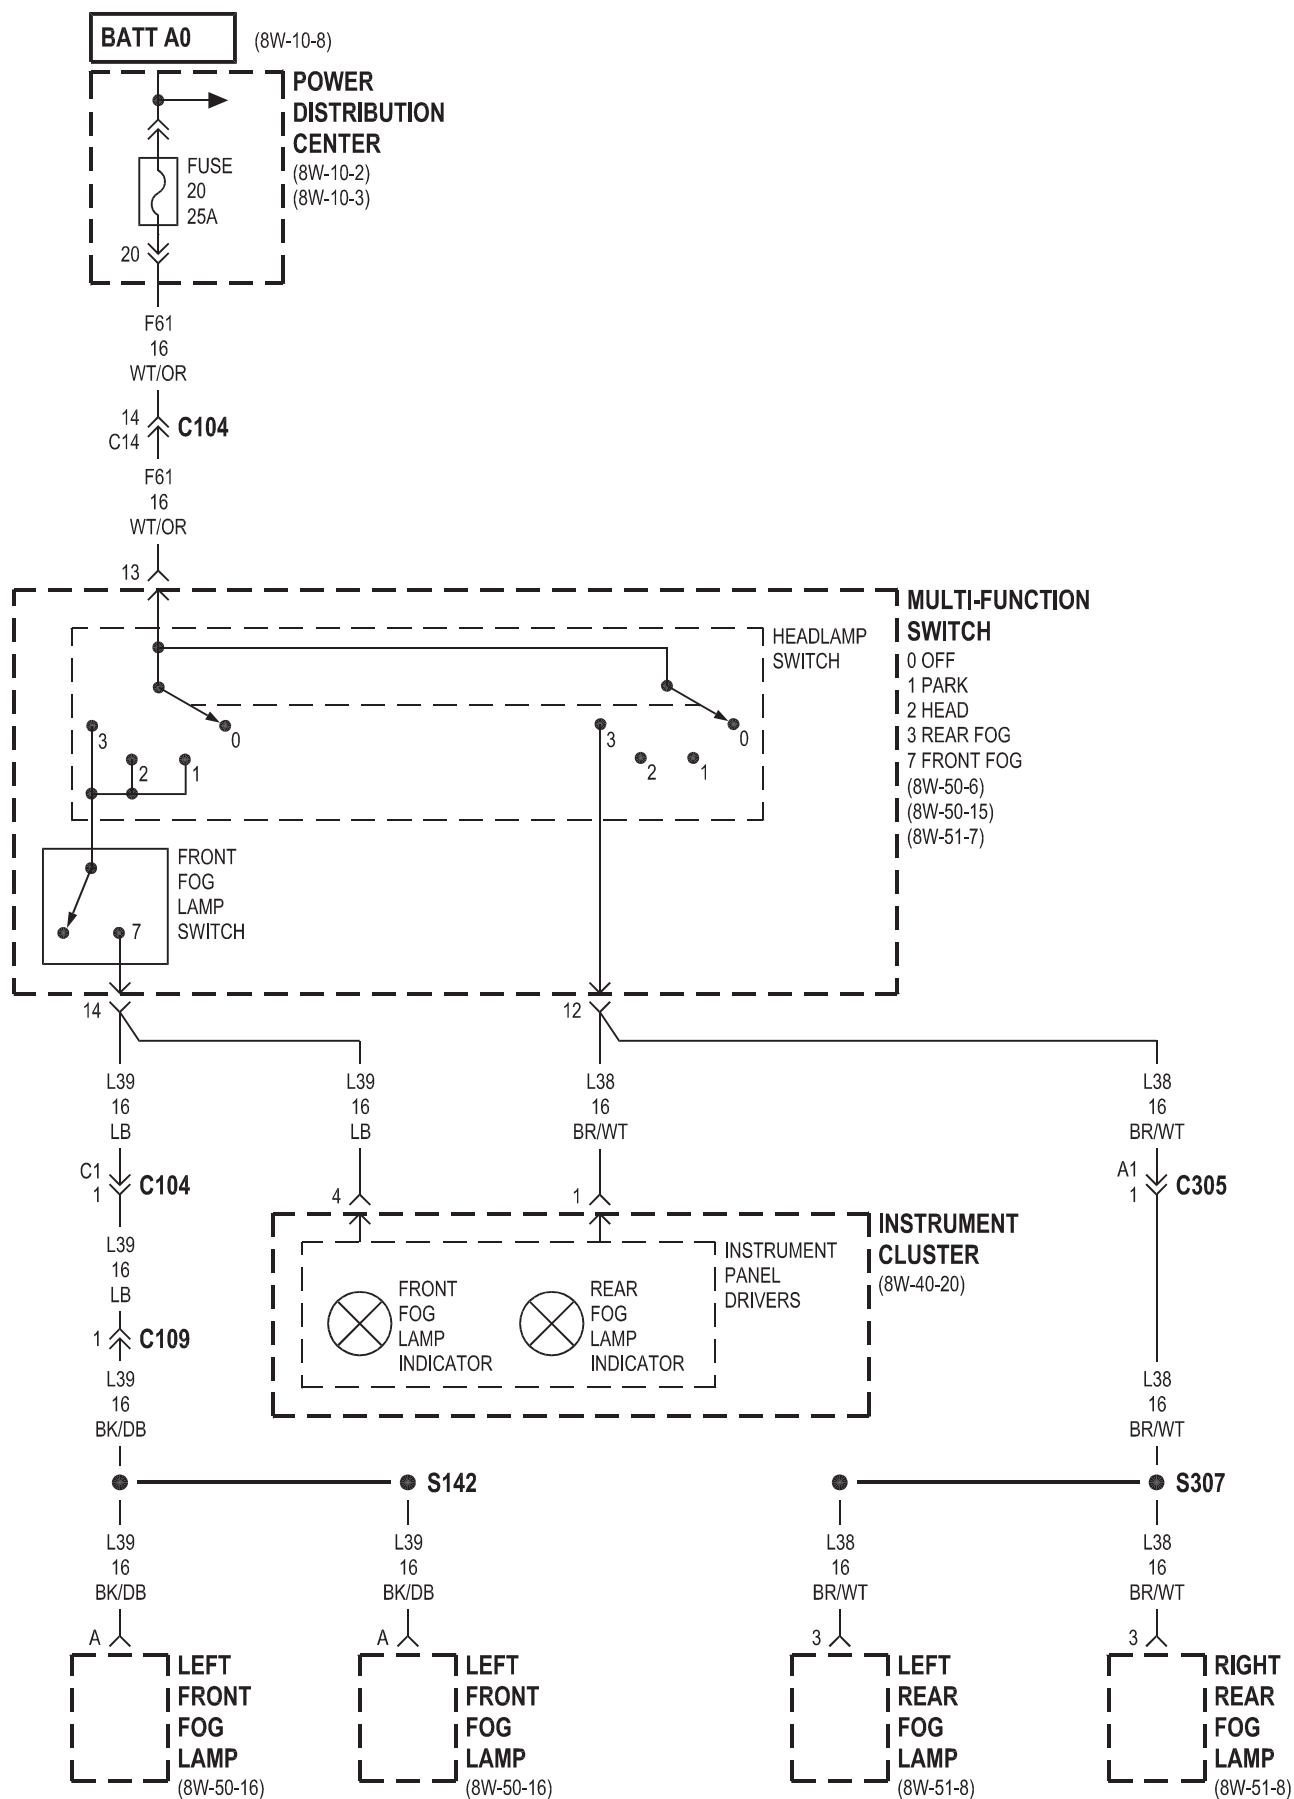 BATT A0
(8W-10-8)
POWER
DISTRIBUTION
CENTER
(8W-10-2)
(8W-10-3)
FUSE
20
25A
20
F61
16
WT/OR
14
C14
C104
F61
16
WT/OR
13
MULTI-FUNCTION
SWITCH
0 OFF
1 PARK
2 HEAD
3 REAR FOG
7 FRONT FOG
(8W-50-6)
(8W-50-15)
(8W-51-7)
HEADLAMP
SWITCH
3
2
1
0
3
2
1
0
FRONT
FOG
LAMP
SWITCH
7
14
12
L39
16
LB
L39
16
LB
L38
16
BR/WT
L38
16
BR/WT
C1
1
C104
4
1
A1
1
C305
L39
16
LB
INSTRUMENT
CLUSTER
(8W-40-20)
INSTRUMENT
PANEL
DRIVERS
FRONT
FOG
LAMP
INDICATOR
REAR
FOG
LAMP
INDICATOR
1
C109
L39
16
BK/DB
L38
16
BR/WT
S142
S307
L39
16
BK/DB
L39
16
BK/DB
L38
16
BR/WT
L38
16
BR/WT
A
A
3
3
LEFT
FRONT
FOG
LAMP
(8W-50-16)
LEFT
FRONT
FOG
LAMP
(8W-50-16)
LEFT
REAR
FOG
LAMP
(8W-51-8)
RIGHT
REAR
FOG
LAMP
(8W-51-8)